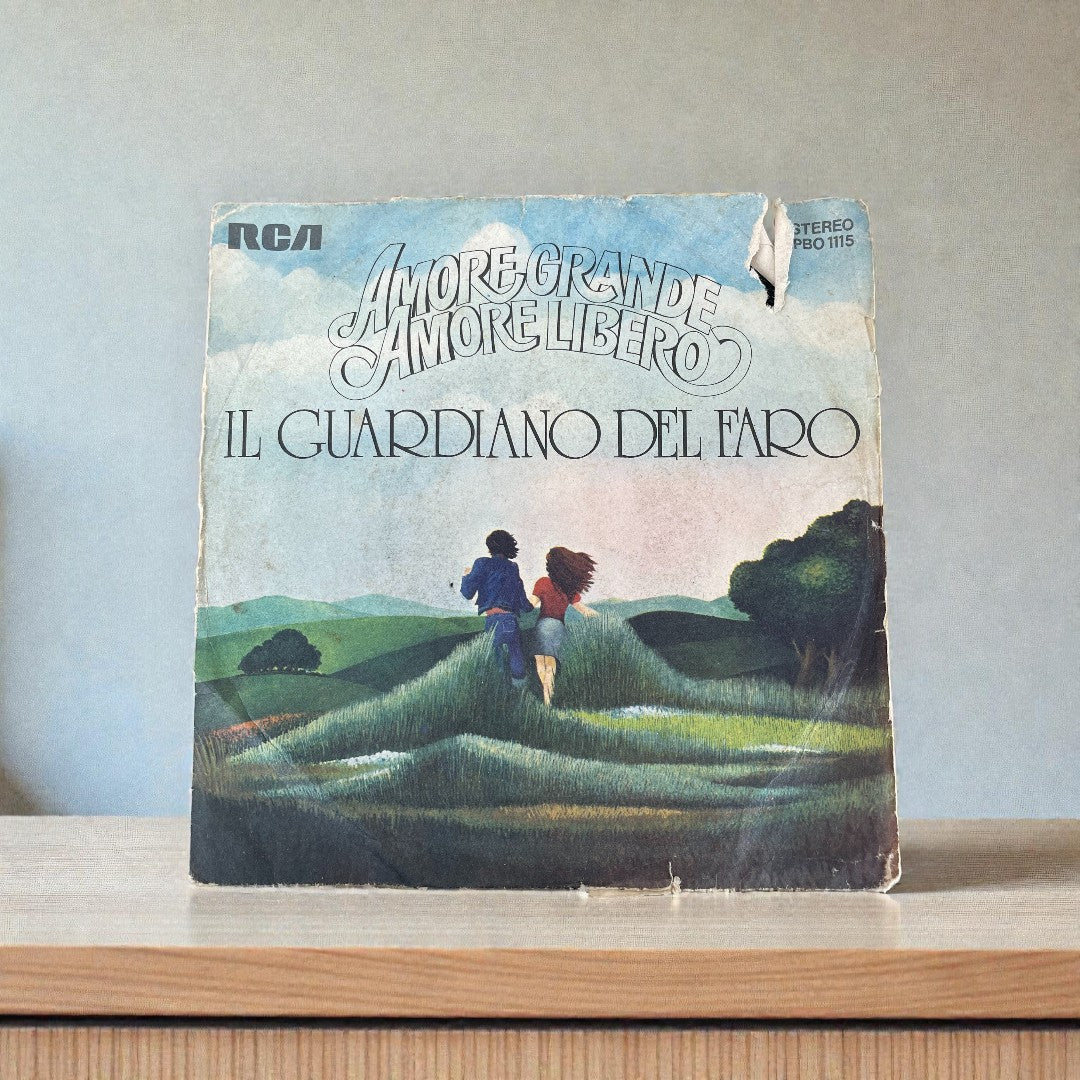 RCA
STEREO
PBO 1115
AMORE GRANDE
AMORE LIBERO
IL GUARDIANO DEL FARO